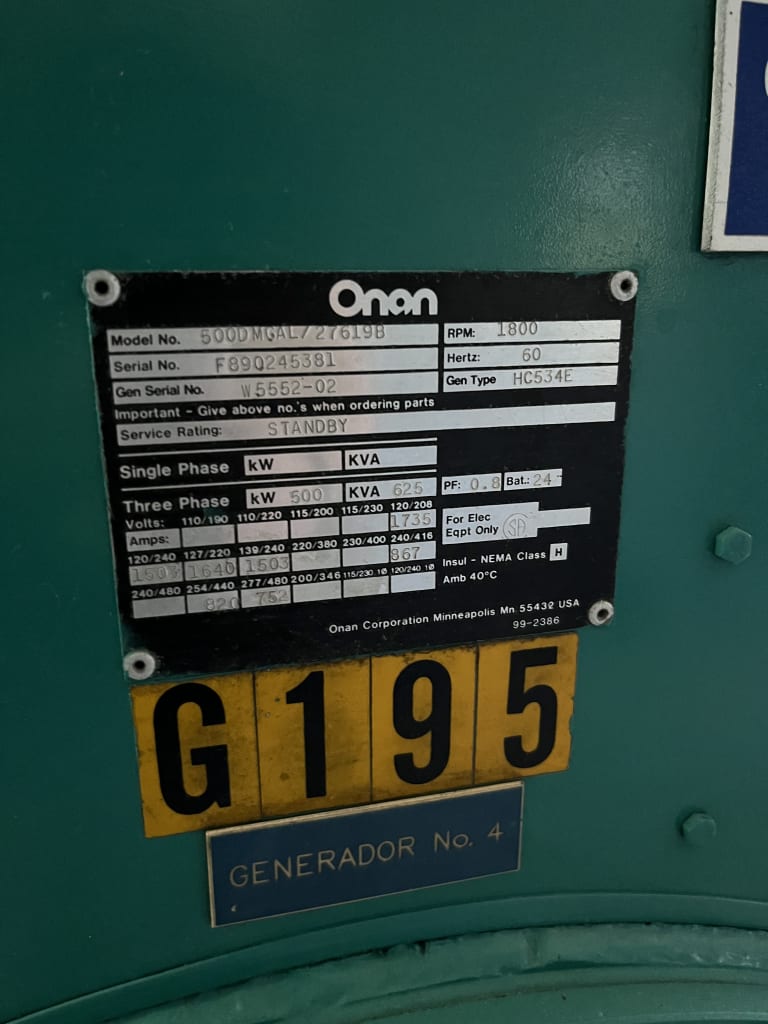 Onan
Model No. 500DMGAL/27619B RPM: 1800
Serial No. F890245381 Hertz: 60
Gen Serial No. W5552-02 Gen Type HC534E
Important - Give above no.'s when ordering parts
Service Rating: STANDBY
Single Phase kW KVA
Three Phase kW 500 KVA 625 PF: 0.8 Bat.: 24-
Volts: 110/190 110/220 115/200 115/230 120/208
Amps: 1735
For Elec
Eqpt Only SA
120/240 127/220 139/240 220/380 230/400 240/416
1503 1640 1503 867
Insul - NEMA Class H
Amb 40°C
240/480 254/440 277/480 200/346 115/230 1Ø 120/240 1Ø
820 752
Onan Corporation Minneapolis Mn 55432 USA
99-2386
G195
GENERADOR No. 4